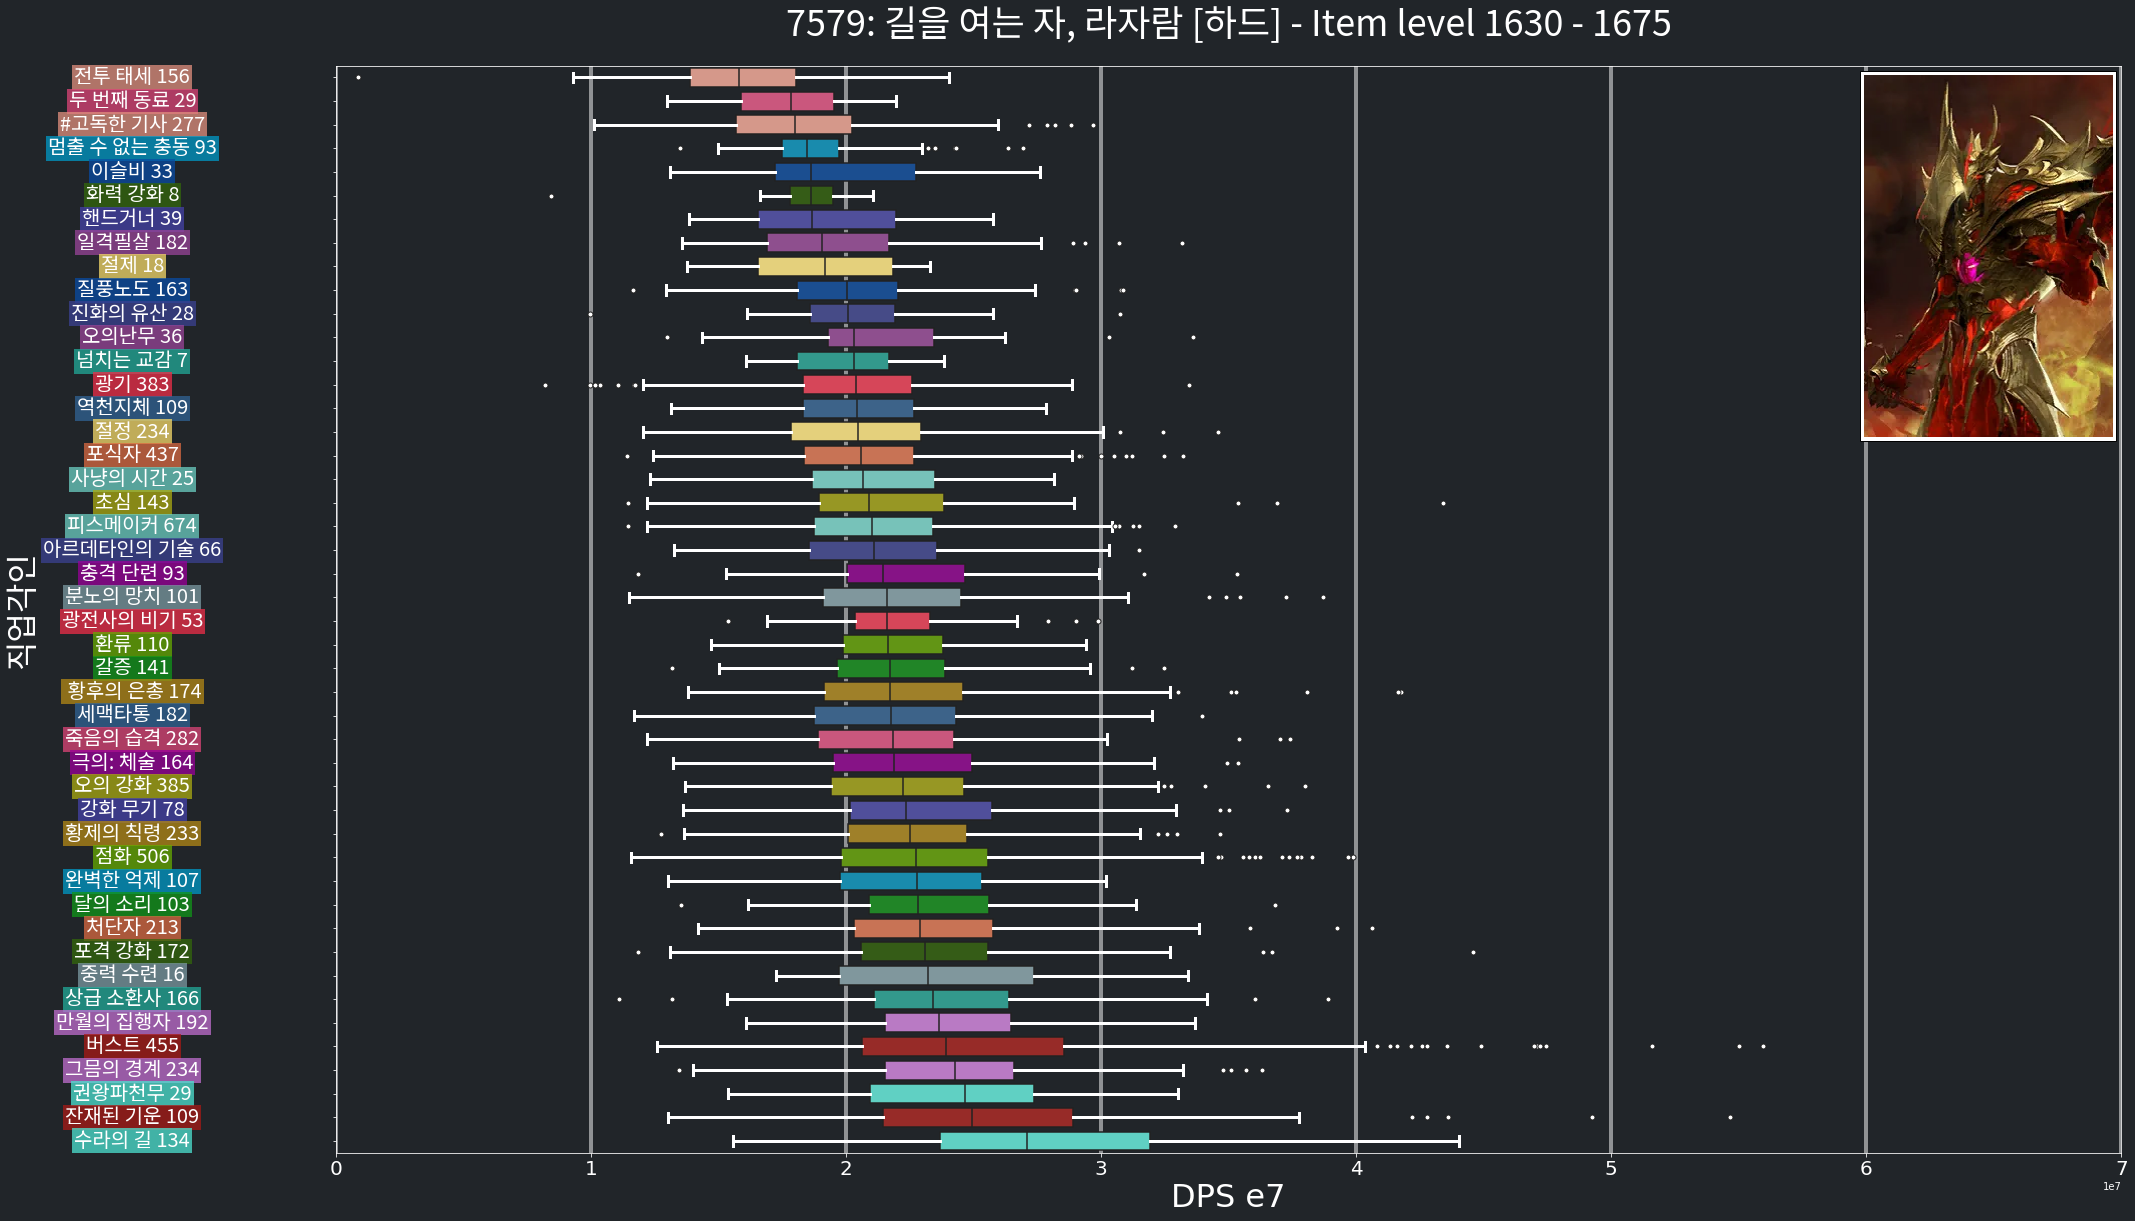 7579: 길을 여는 자, 라자람 [하드] - Item level 1630 - 1675
직업각인
전투 태세 156
두 번째 동료 29
#고독한 기사 277
멈출 수 없는 충동 93
이슬비 33
화력 강화 8
핸드거너 39
일격필살 182
절제 18
질풍노도 163
진화의 유산 28
오의난무 36
넘치는 교감 7
광기 383
역천지체 109
절정 234
포식자 437
사냥의 시간 25
초심 143
피스메이커 674
아르데타인의 기술 66
충격 단련 93
분노의 망치 101
광전사의 비기 53
환류 110
갈증 141
황후의 은총 174
세맥타통 182
죽음의 습격 282
극의: 체술 164
오의 강화 385
강화 무기 78
황제의 칙령 233
점화 506
완벽한 억제 107
달의 소리 103
처단자 213
포격 강화 172
중력 수련 16
상급 소환사 166
만월의 집행자 192
버스트 455
그믐의 경계 234
권왕파천무 29
잔재된 기운 109
수라의 길 134
0 1 2 3 4 5 6 7
1e7
DPS e7